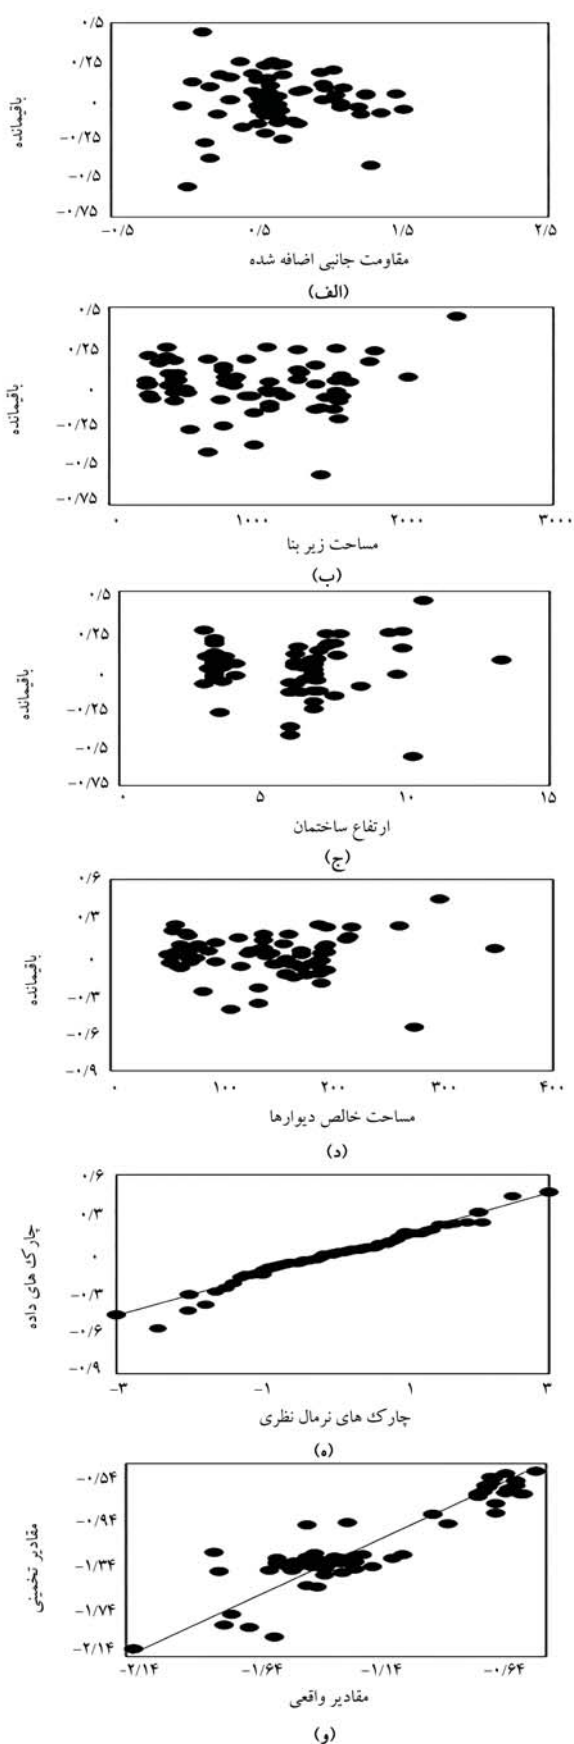 ۰/۵
۰/۲۵
۰
-۰/۲۵
-۰/۵
-۰/۷۵
باقیمانده
-۰/۵ ۰/۵ ۱/۵ ۲/۵
مقاومت جانبی اضافه شده
(الف)
۰/۵
۰/۲۵
۰
-۰/۲۵
-۰/۵
-۰/۷۵
باقیمانده
۰ ۱۰۰۰ ۲۰۰۰ ۳۰۰۰
مساحت زیر بنا
(ب)
۰/۵
۰/۲۵
۰
-۰/۲۵
-۰/۵
-۰/۷۵
باقیمانده
۰ ۵ ۱۰ ۱۵
ارتفاع ساختمان
(ج)
۰/۶
۰/۳
۰
-۰/۳
-۰/۶
-۰/۹
باقیمانده
۰ ۱۰۰ ۲۰۰ ۳۰۰ ۴۰۰
مساحت خالص دیوارها
(د)
۰/۶
۰/۳
۰
-۰/۳
-۰/۶
-۰/۹
چارک های داده
-۳ -۱ ۱ ۳
چارک های نرمال نظری
(ه)
-۰/۵۴
-۰/۹۴
-۱/۳۴
-۱/۷۴
-۲/۱۴
مقادیر تخمینی
-۲/۱۴ -۱/۶۴ -۱/۱۴ -۰/۶۴
مقادیر واقعی
(و)